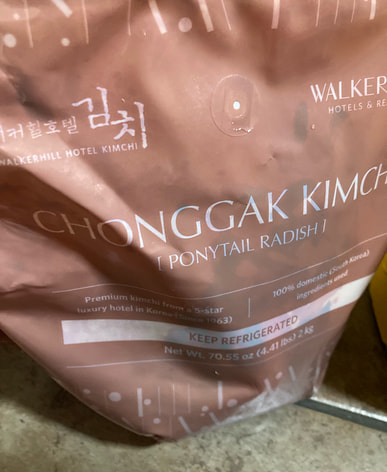 WALKER
HOTELS & RE
커힐호텔 김치
WALKERHILL HOTEL KIMCHI
CHONGGAK KIMCH
[ PONYTAIL RADISH ]
Premium kimchi from a 5-star
luxury hotel in Korea (Since 1963)
100% domestic (South Korea)
ingredients used
KEEP REFRIGERATED
Net Wt. 70.55 oz (4.41 lbs) 2 kg